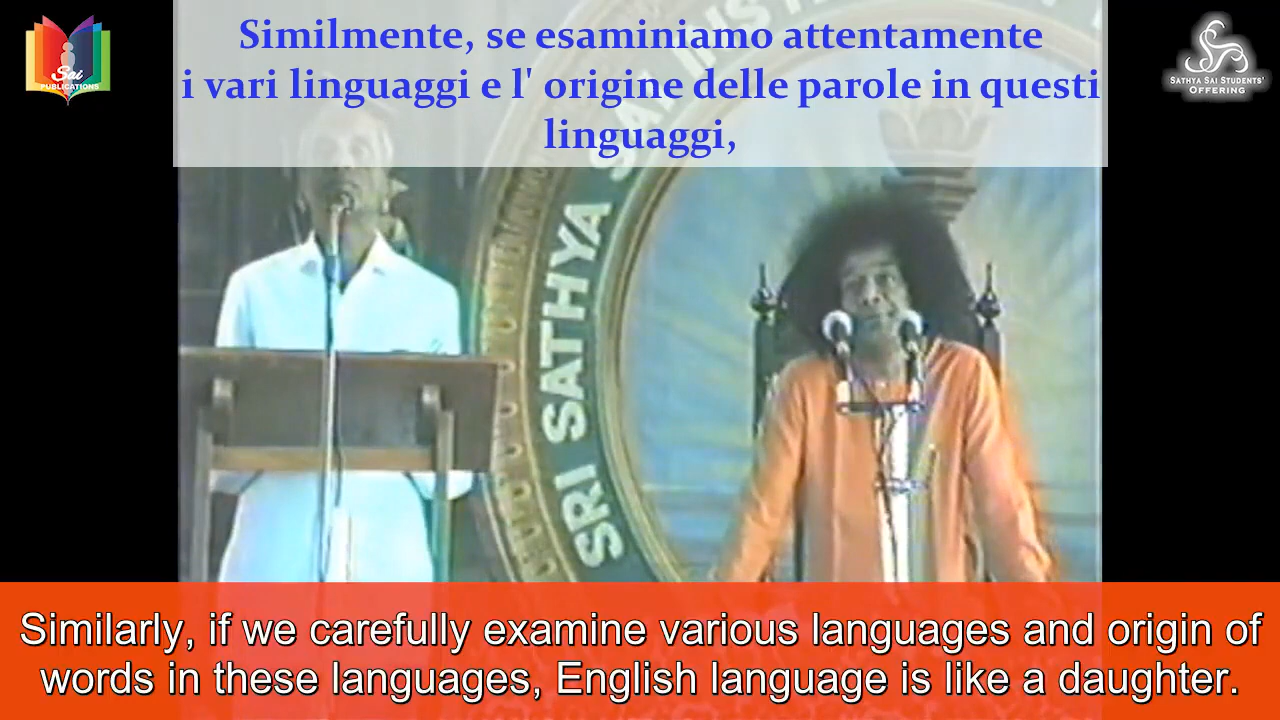 Similmente, se esaminiamo attentamente
i vari linguaggi e l' origine delle parole in questi
linguaggi,
Sai
PUBLICATIONS
SATHYA SAI STUDENTS'
OFFERING
SRI SATHYA SAI INSTI
Similarly, if we carefully examine various languages and origin of
words in these languages, English language is like a daughter.